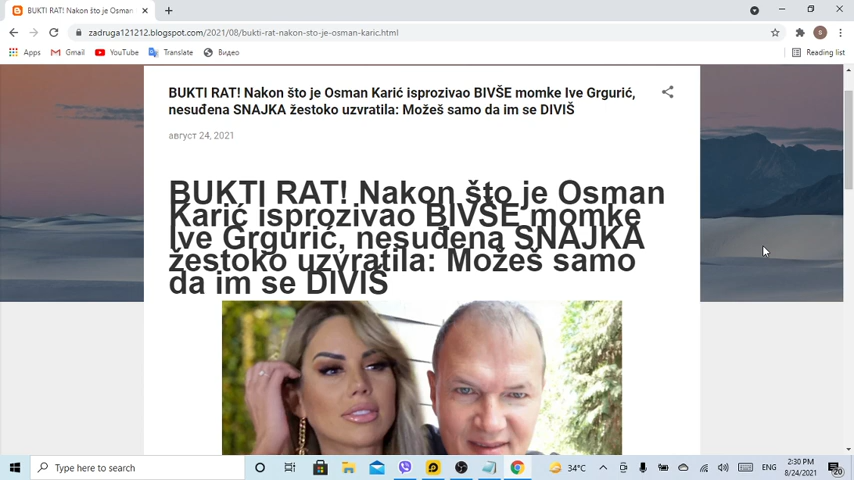 BUKTI RAT! Nakon što je Osman
zadruga121212.blogspot.com/2021/08/bukti-rat-nakon-sto-je-osman-karic.html
Apps
Gmail
YouTube
Translate
Видео
Reading list
BUKTI RAT! Nakon što je Osman Karić isprozivao BIVŠE momke Ive Grgurić,
nesuđena SNAJKA žestoko uzvratila: Možeš samo da im se DIVIŠ
август 24, 2021
BUKTI RAT! Nakon što je Osman
Karić isprozivao BIVŠE momke
Ive Grgurić, nesuđena SNAJKA
žestoko uzvratila: Možeš samo
da im se DIVIŠ
Type here to search
34°C
ENG
2:30 PM
8/24/2021
20